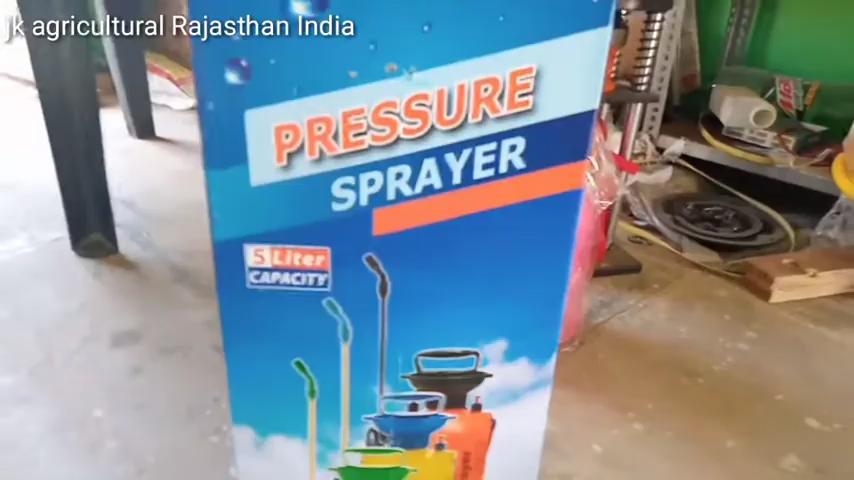 jk agricultural Rajasthan India
PRESSURE
SPRAYER
5 Liter
CAPACITY